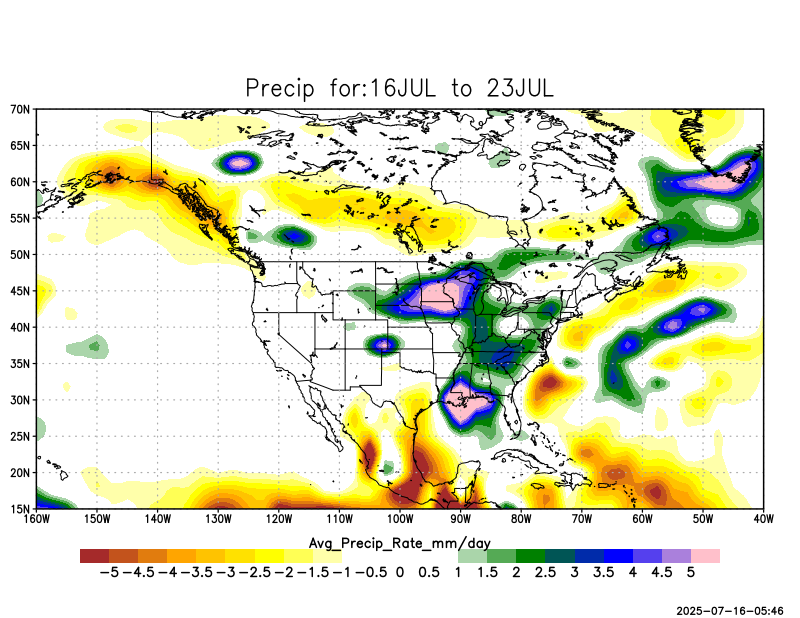 Precip for:16JUL to 23JUL
70N
65N
60N
55N
50N
45N
40N
35N
30N
25N
20N
15N
160W 150W 140W 130W 120W 110W 100W 90W 80W 70W 60W 50W 40W
Avg_Precip_Rate_mm/day
-5 -4.5 -4 -3.5 -3 -2.5 -2 -1.5 -1 -0.5 0 0.5 1 1.5 2 2.5 3 3.5 4 4.5 5
2025-07-16-05:46